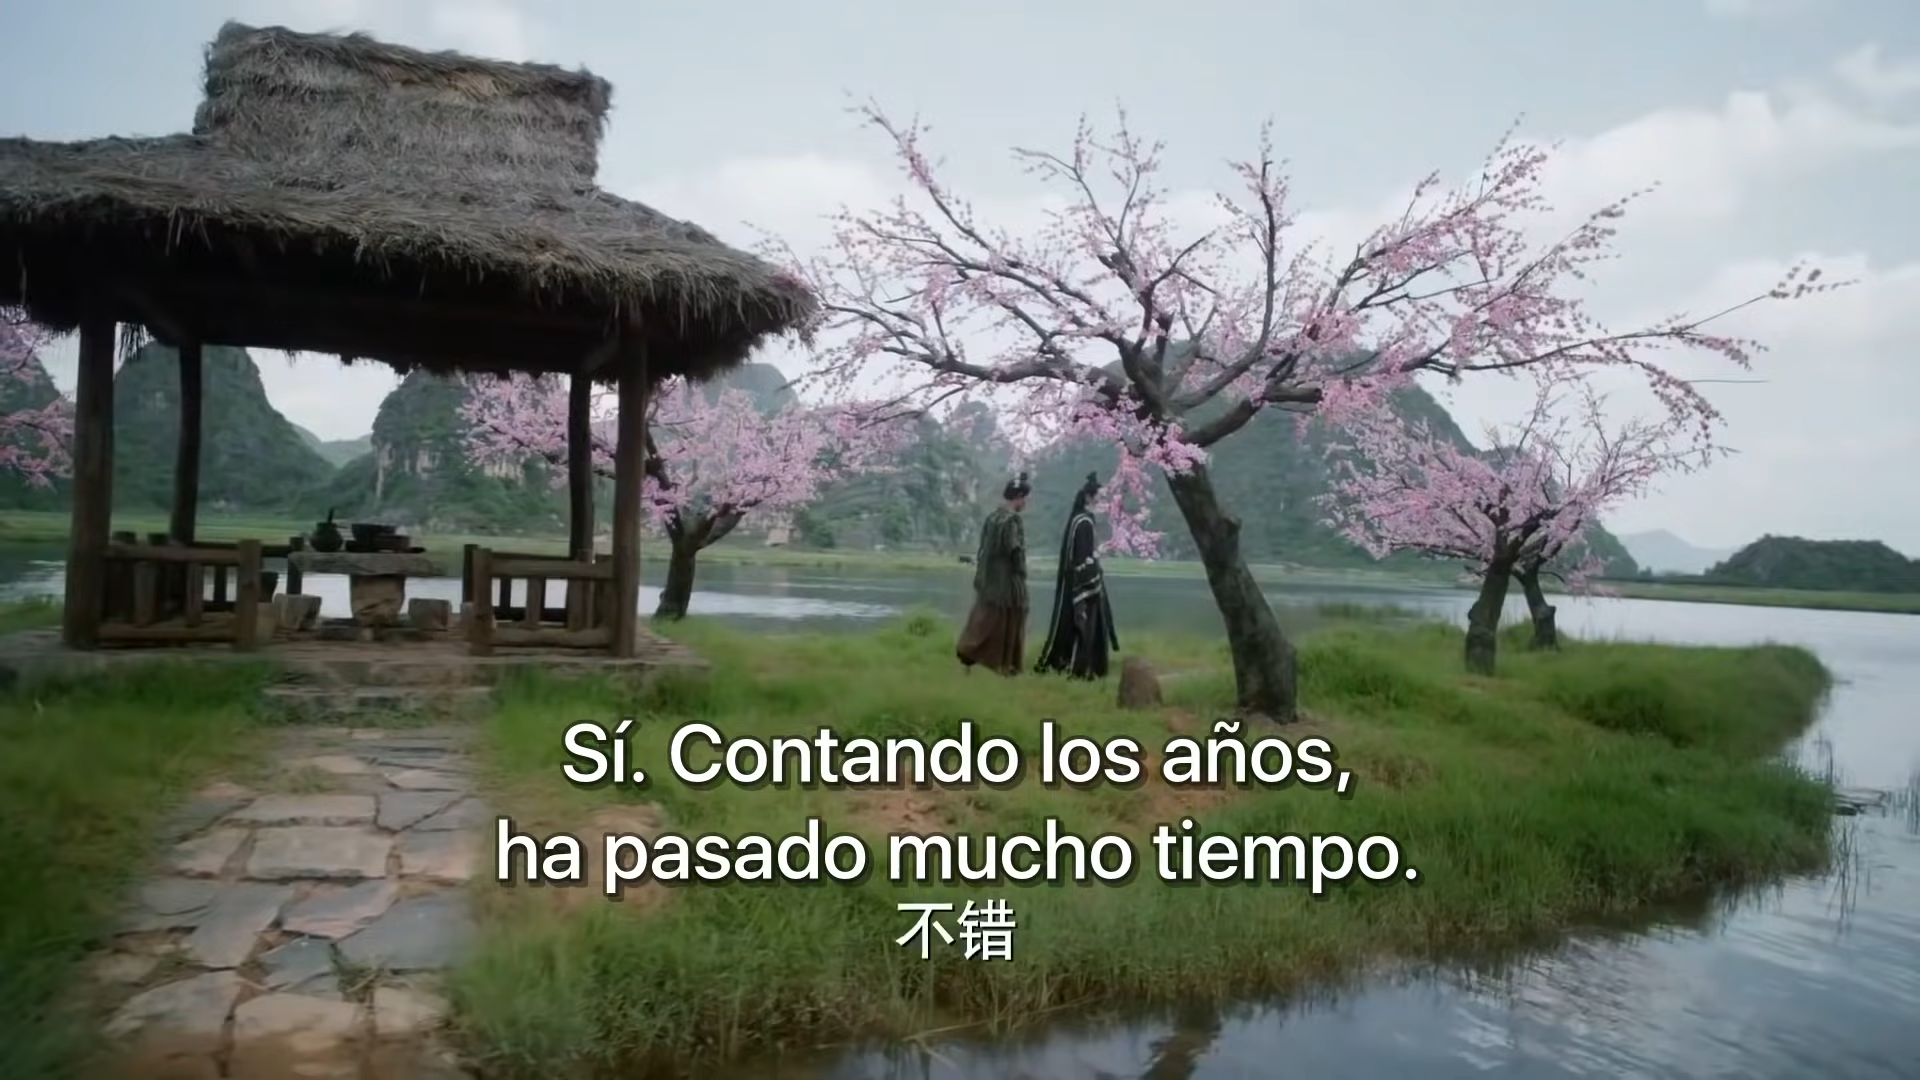 Sí. Contando los años,
ha pasado mucho tiempo.
不错